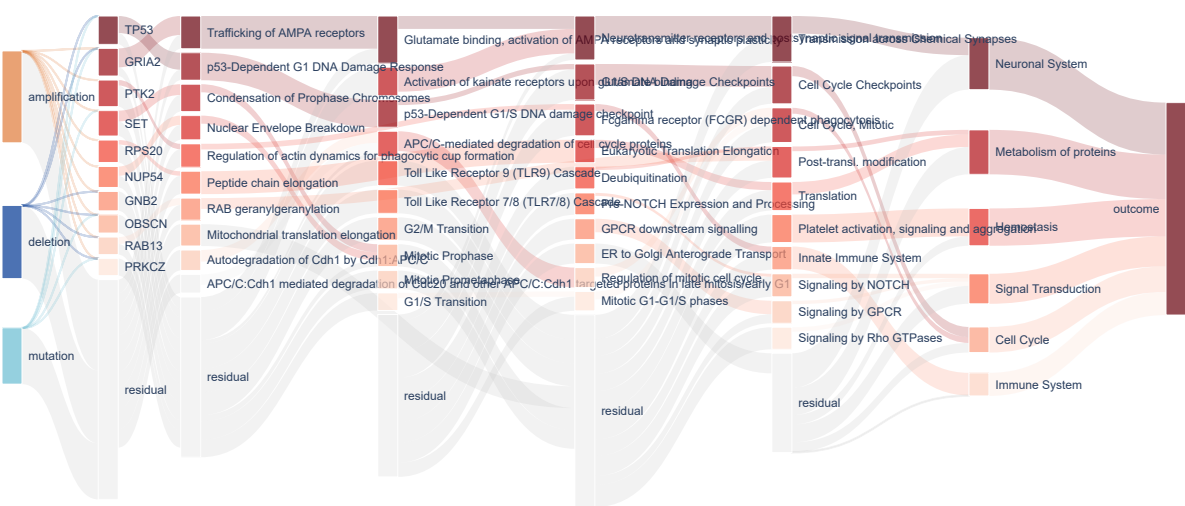 amplification
deletion
mutation
TP53
GRIA2
PTK2
SET
RPS20
NUP54
GNB2
OBSCN
RAB13
PRKCZ
residual
Trafficking of AMPA receptors
p53-Dependent G1 DNA Damage Response
Condensation of Prophase Chromosomes
Nuclear Envelope Breakdown
Regulation of actin dynamics for phagocytic cup formation
Peptide chain elongation
RAB geranylgeranylation
Mitochondrial translation elongation
Autodegradation of Cdh1 by Cdh1:APC/C
APC/C:Cdh1 mediated degradation of Cdc20 and other APC/C:Cdh1 targeted proteins in late mitosis/early G1
residual
Glutamate binding, activation of AMPA receptors and synaptic plasticity
Activation of kainate receptors upon glutamate binding
p53-Dependent G1/S DNA damage checkpoint
APC/C-mediated degradation of cell cycle proteins
Toll Like Receptor 9 (TLR9) Cascade
Toll Like Receptor 7/8 (TLR7/8) Cascade
G2/M Transition
Mitotic Prophase
Mitotic Prometaphase
G1/S Transition
residual
Neurotransmitter receptors and postsynaptic signal transmission
G1/S DNA Damage Checkpoints
Fcgamma receptor (FCGR) dependent phagocytosis
Eukaryotic Translation Elongation
Deubiquitination
Pre-NOTCH Expression and Processing
GPCR downstream signalling
ER to Golgi Anterograde Transport
Regulation of mitotic cell cycle
Mitotic G1-G1/S phases
residual
Transmission across Chemical Synapses
Cell Cycle Checkpoints
Cell Cycle, Mitotic
Post-transl. modification
Translation
Platelet activation, signaling and aggregation
Innate Immune System
Signaling by NOTCH
Signaling by GPCR
Signaling by Rho GTPases
residual
Neuronal System
Metabolism of proteins
Hemostasis
Signal Transduction
Cell Cycle
Immune System
outcome